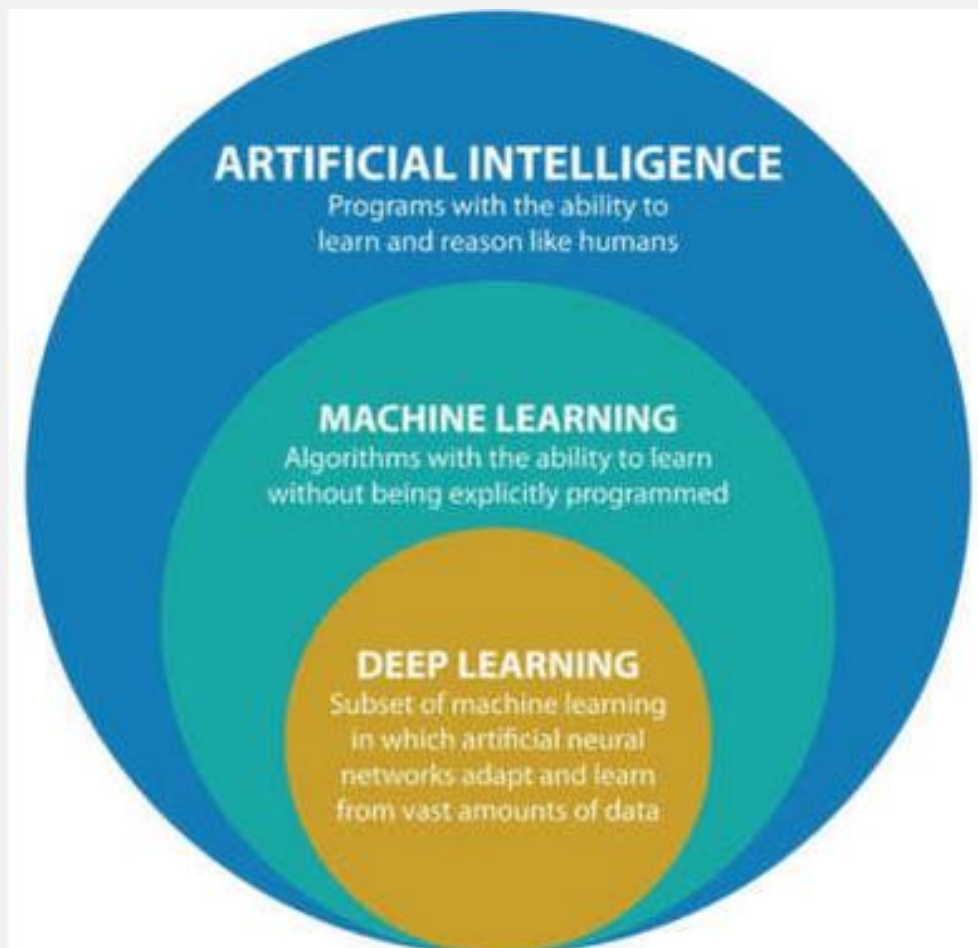 ARTIFICIAL INTELLIGENCE
Programs with the ability to
learn and reason like humans
MACHINE LEARNING
Algorithms with the ability to learn
without being explicitly programmed
DEEP LEARNING
Subset of machine learning
in which artificial neural
networks adapt and learn
from vast amounts of data